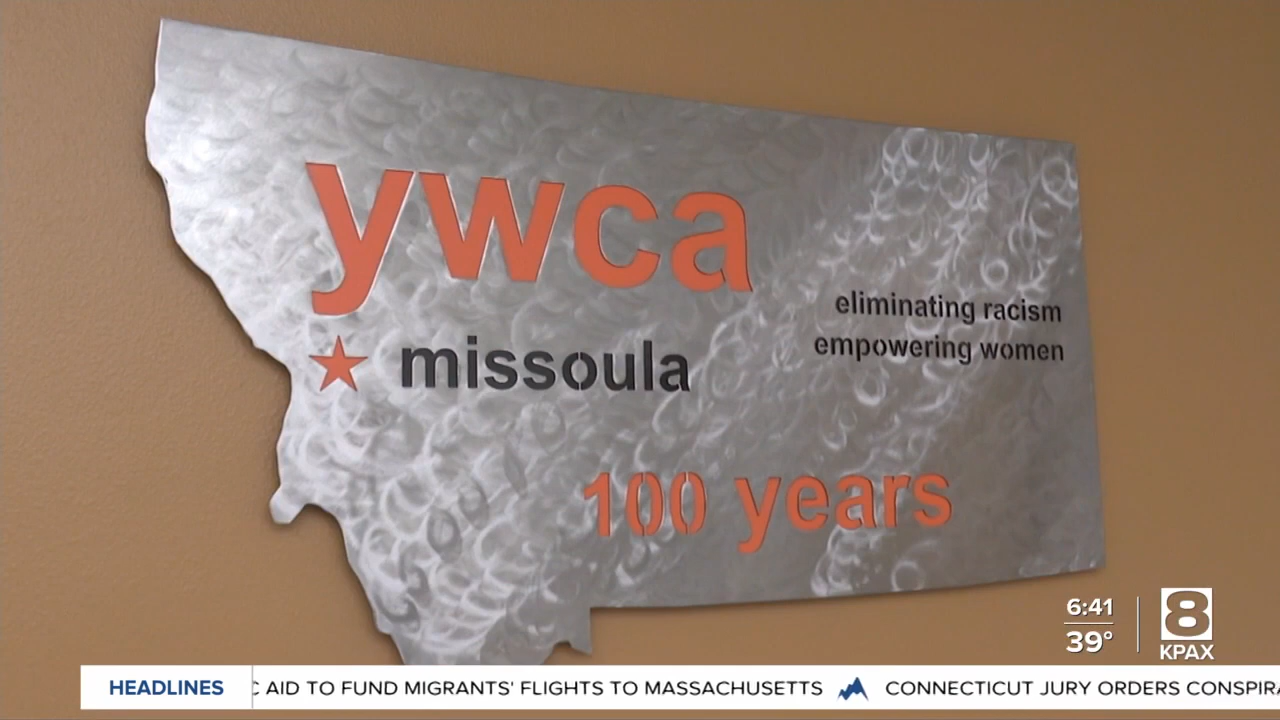 ywca
missoula
eliminating racism
empowering women
100 years
6:41
39°
8
KPAX
HEADLINES
AID TO FUND MIGRANTS' FLIGHTS TO MASSACHUSETTS
CONNECTICUT JURY ORDERS